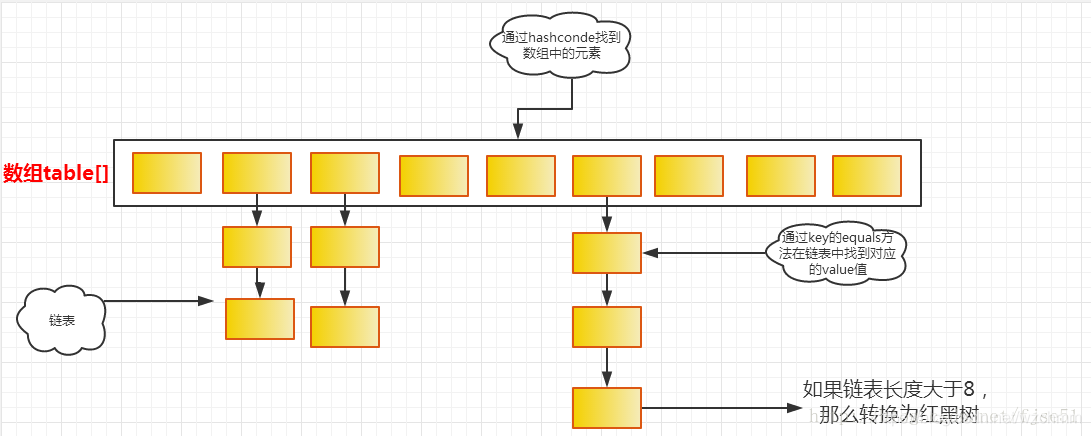 通过hashconde找到
数组中的元素
数组table[]
通过key的equals方
法在链表中找到对应
的value值
链表
如果链表长度大于8，
那么转换为红黑树